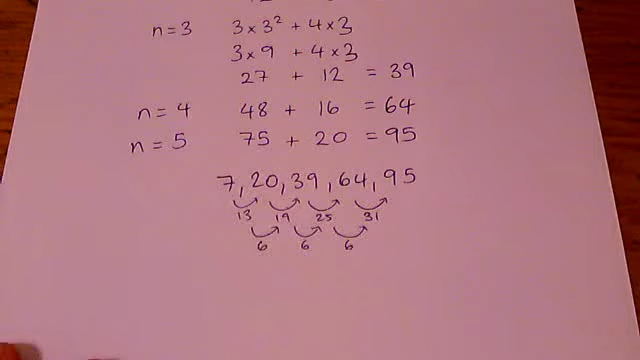 n = 3 3 × 3² + 4 × 3
3 × 9 + 4 × 3
27 + 12 = 39
n = 4 48 + 16 = 64
n = 5 75 + 20 = 95
7, 20, 39, 64, 95
13 19 25 31
6 6 6